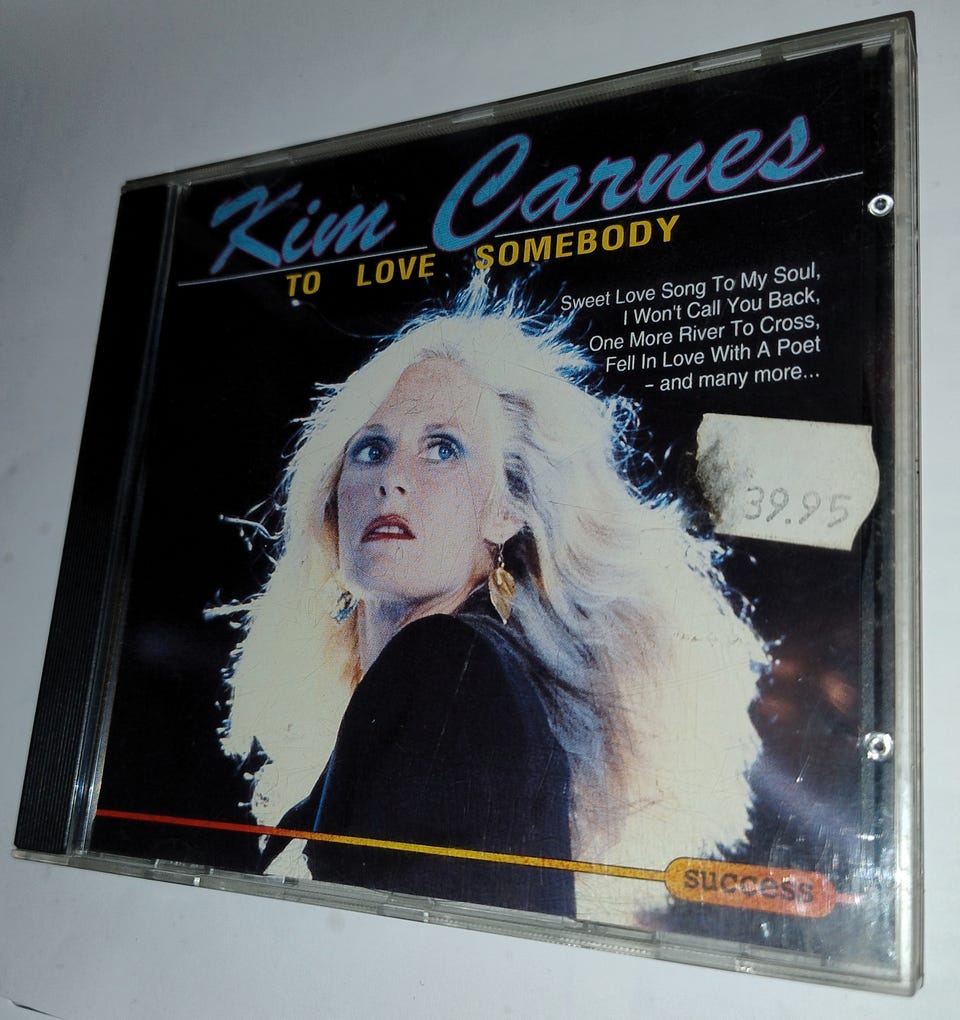 Kim Carnes
TO LOVE SOMEBODY
Sweet Love Song To My Soul,
I Won't Call You Back,
One More River To Cross,
Fell In Love With A Poet
– and many more...
39.95
success